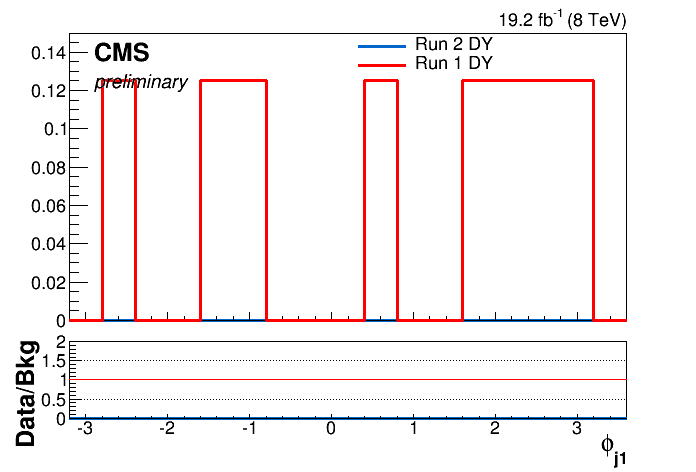 19.2 fb-1 (8 TeV)
CMS
preliminary
Run 2 DY
Run 1 DY
0.14
0.12
0.1
0.08
0.06
0.04
0.02
0
Data/Bkg
2
1.5
1
0.5
0
-3 -2 -1 0 1 2 3
ϕj1